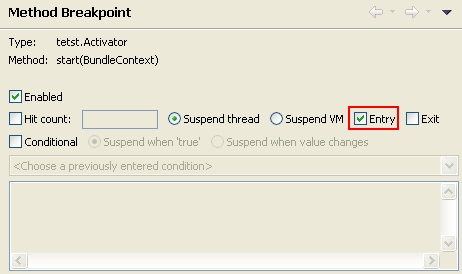 Method Breakpoint
Type: tetst.Activator
Method: start(BundleContext)
Enabled
Hit count: Suspend thread Suspend VM Entry Exit
Conditional Suspend when 'true' Suspend when value changes
<Choose a previously entered condition>